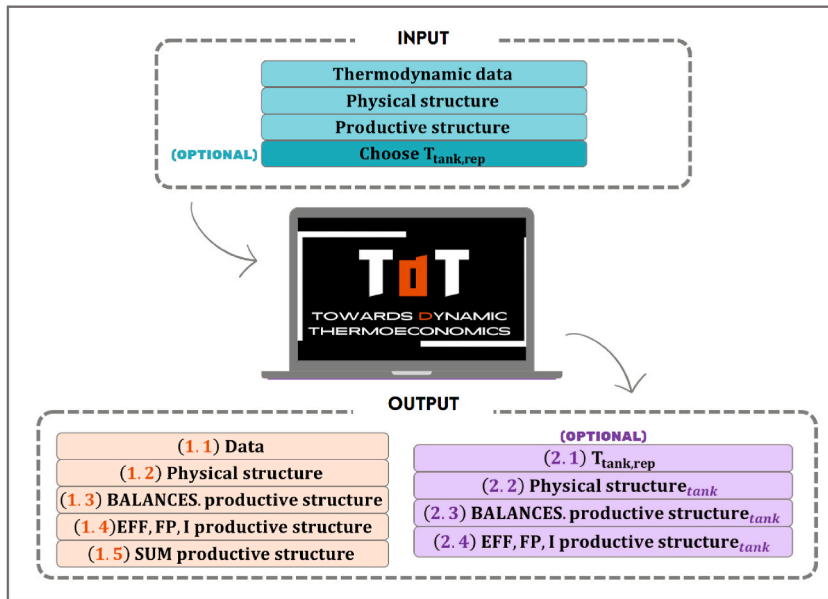 INPUT
Thermodynamic data
Physical structure
Productive structure
(OPTIONAL) Choose T_tank,rep
TdT
TOWARDS DYNAMIC
THERMOECONOMICS
OUTPUT
(1.1) Data
(1.2) Physical structure
(1.3) BALANCES. productive structure
(1.4)EFF, FP, I productive structure
(1.5) SUM productive structure
(OPTIONAL)
(2.1) T_tank,rep
(2.2) Physical structure_tank
(2.3) BALANCES. productive structure_tank
(2.4) EFF, FP, I productive structure_tank